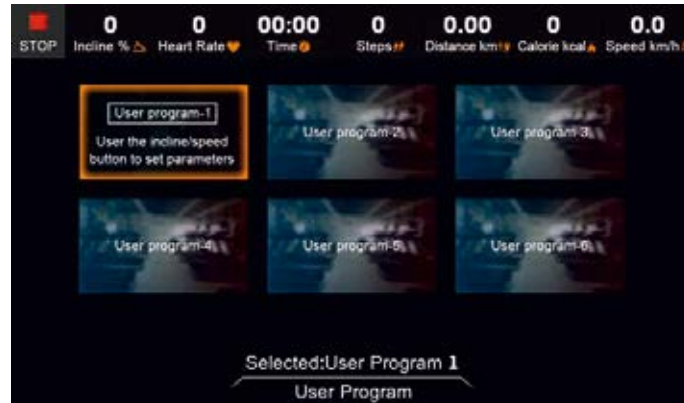 0 0 00:00 0 0.00 0 0.0
STOP Incline % Heart Rate Time Steps Distance km Calorie kcal Speed km/h
User program-1 User program-2 User program-3
User the incline/speed
button to set parameters
User program-4 User program-5 User program-6
Selected:User Program 1
User Program